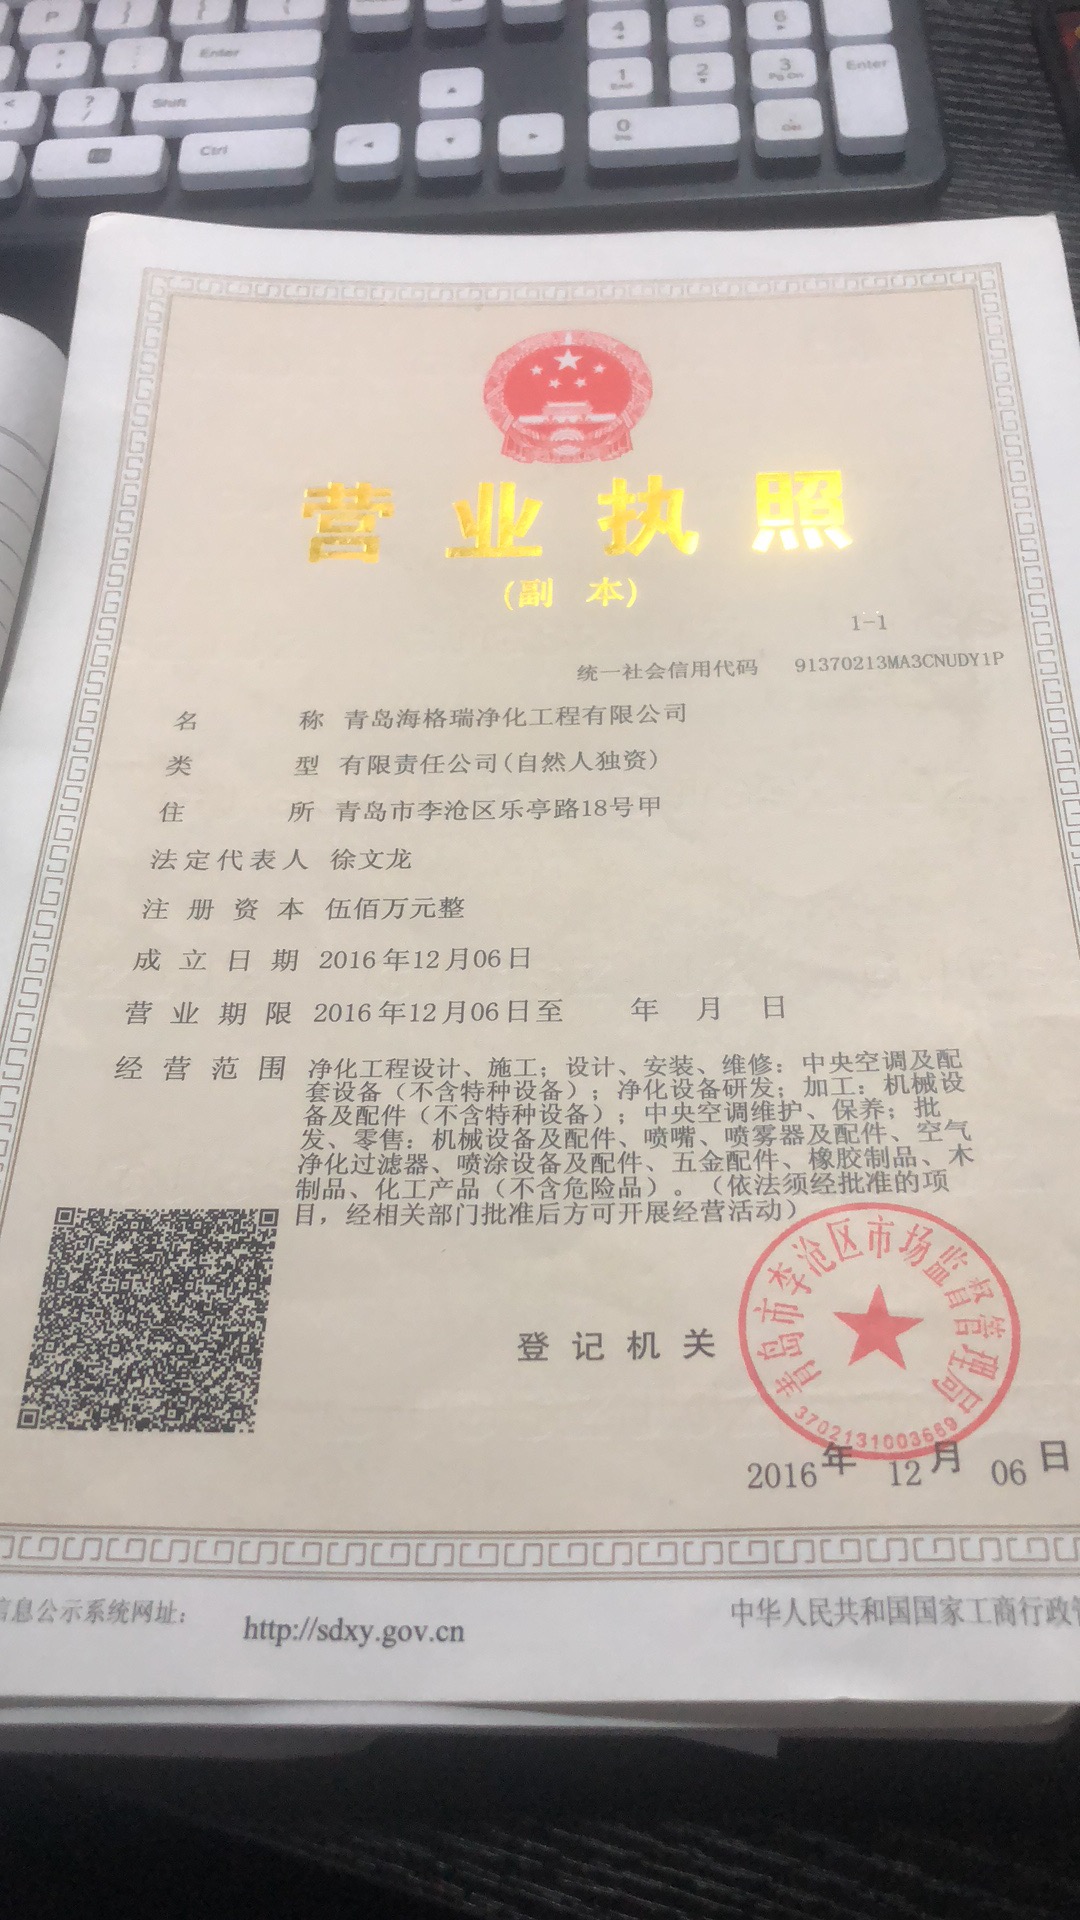 P
Enter
Shift
Ctrl
?
/
<
4
5
6
1
End
2
3
Pg Dn
Enter
0
Ins
.
Del
营业执照
(副 本)
1-1
统一社会信用代码 91370213MA3CNUDY1P
名 称 青岛海格瑞净化工程有限公司
类 型 有限责任公司(自然人独资)
住 所 青岛市李沧区乐亭路18号甲
法定代表人 徐文龙
注册资本 伍佰万元整
成立日期 2016年12月06日
营业期限 2016年12月06日至 年 月 日
经营范围 净化工程设计、施工；设计、安装、维修：中央空调及配
套设备（不含特种设备）；净化设备研发；加工：机械设
备及配件（不含特种设备）；中央空调维护、保养；批
发、零售：机械设备及配件、喷嘴、喷雾器及配件、空气
净化过滤器、喷涂设备及配件、五金配件、橡胶制品、木
制品、化工产品（不含危险品）。（依法须经批准的项
目，经相关部门批准后方可开展经营活动）
青岛市李沧区市场监督管理局
3702131003689
登记机关
2016年 12月 06日
信息公示系统网址： http://sdxy.gov.cn 中华人民共和国国家工商行政管